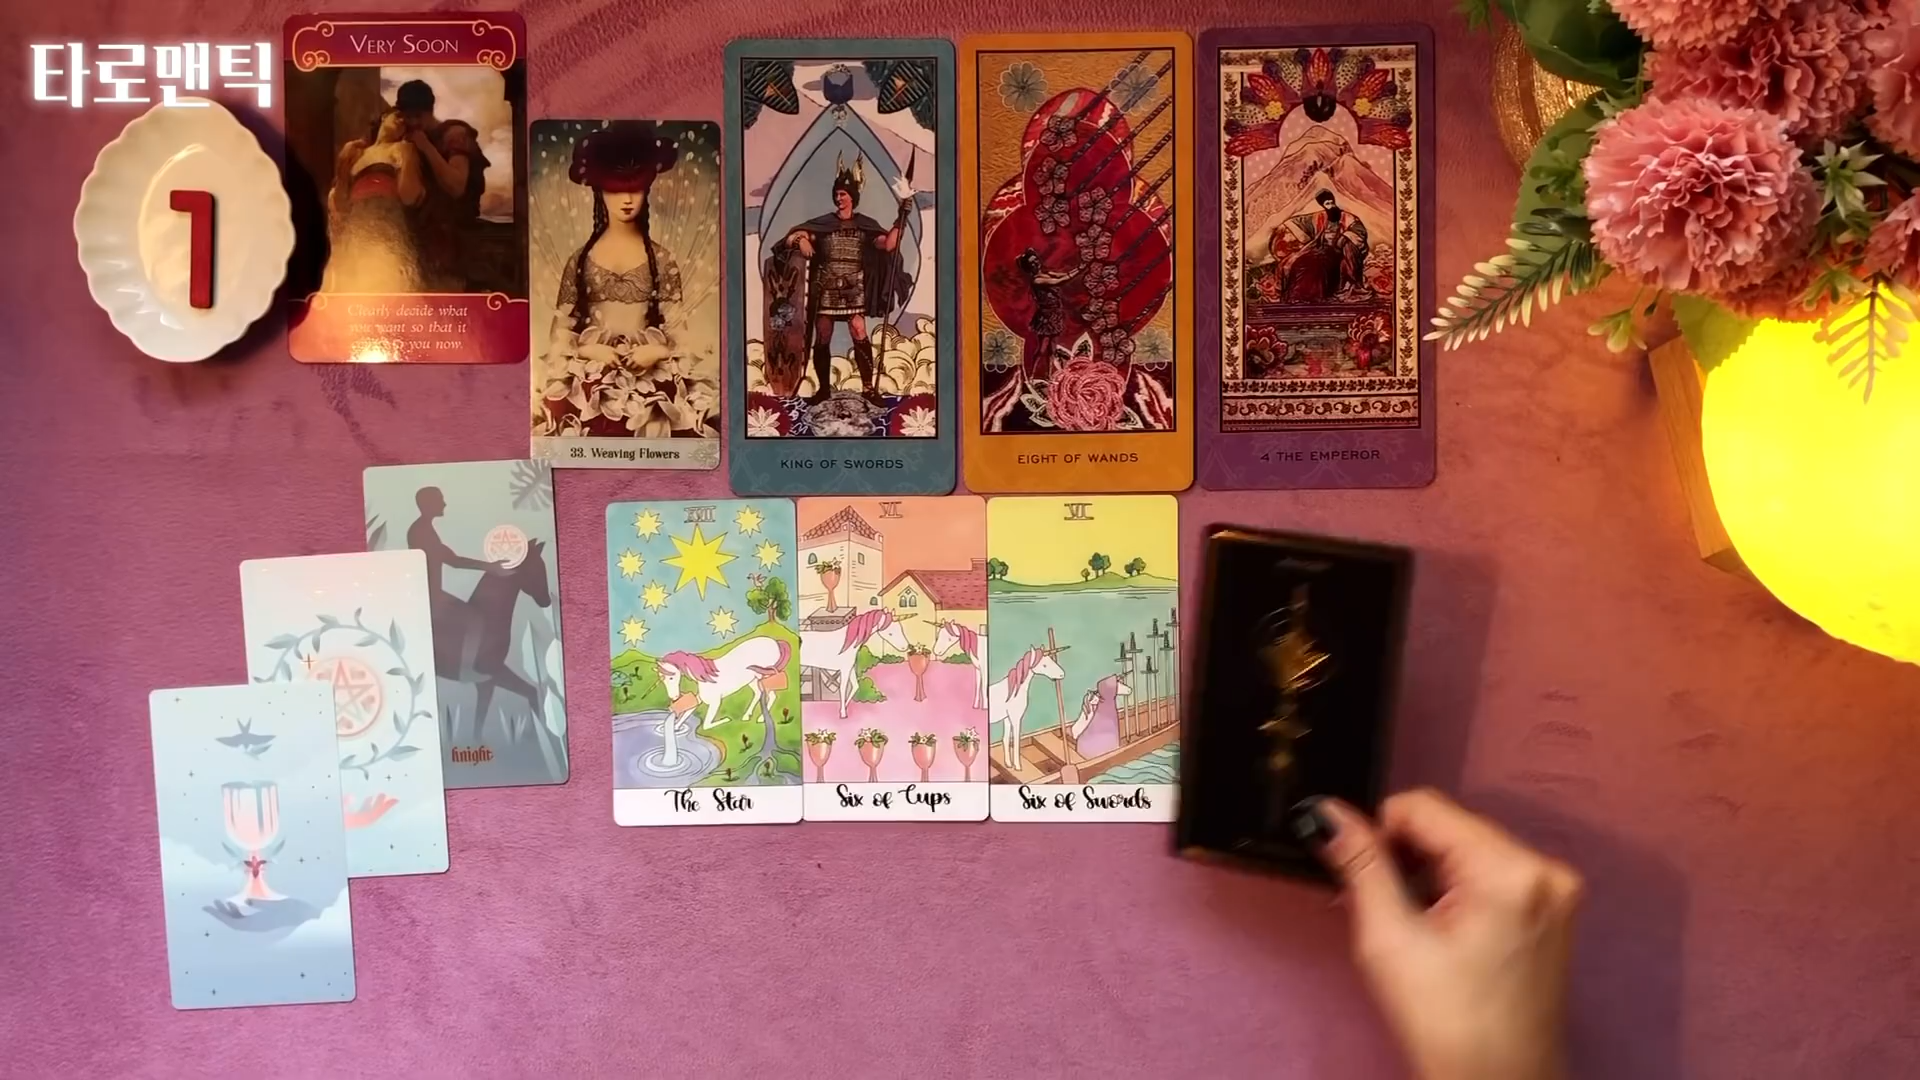 타로맨틱
1
VERY SOON
Clearly decide what
you want so that it
you now.
33. Weaving Flowers
KING OF SWORDS
EIGHT OF WANDS
4 THE EMPEROR
knight
XVII
The Star
VI
Six of Cups
VI
Six of Swords